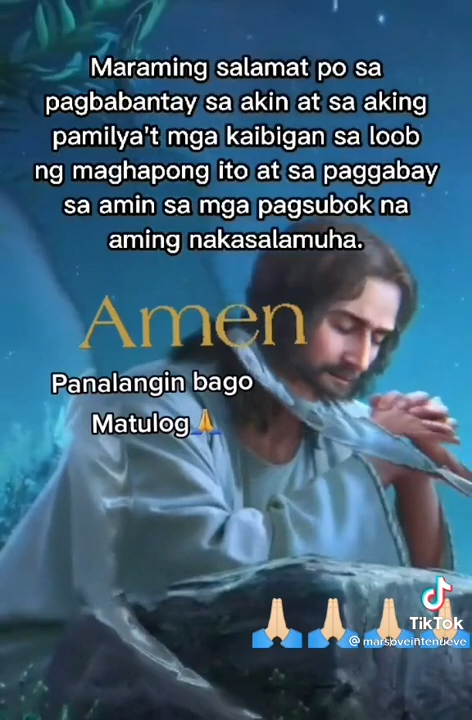 Maraming salamat po sa
pagbabantay sa akin at sa aking
pamilya't mga kaibigan sa loob
ng maghapong ito at sa paggabay
sa amin sa mga pagsubok na
aming nakasalamuha.
Amen
Panalangin bago
Matulog🙏
🙏🏻🙏🏻🙏🏻🙏🏻
TikTok
@marsbveintenueve